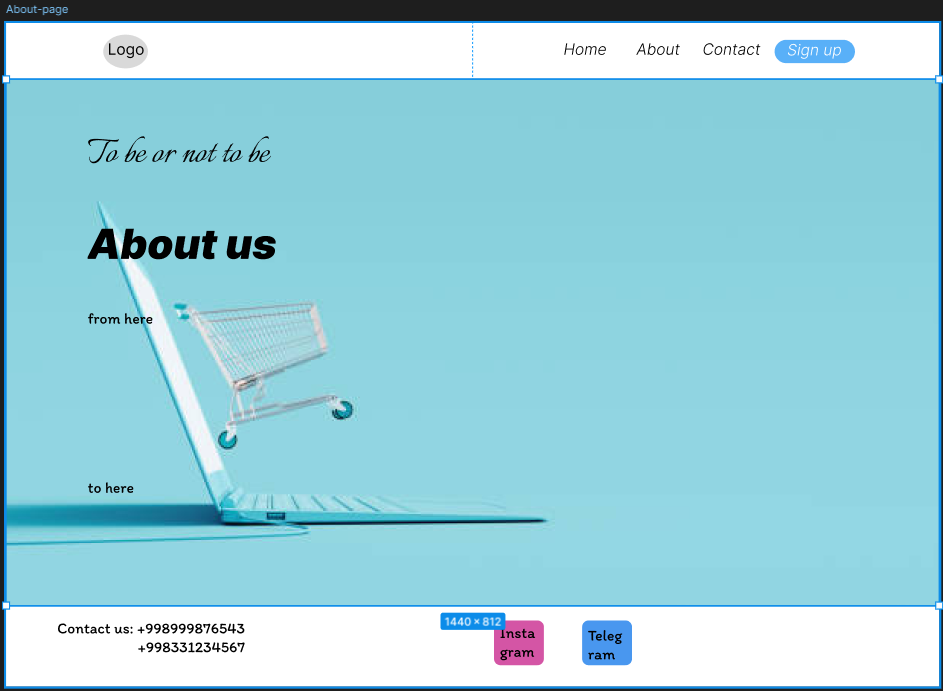 About-page
Logo
Home About Contact Sign up
To be or not to be
About us
from here
to here
Contact us: +998999876543
+998331234567
1440 × 812
Insta
gram
Teleg
ram